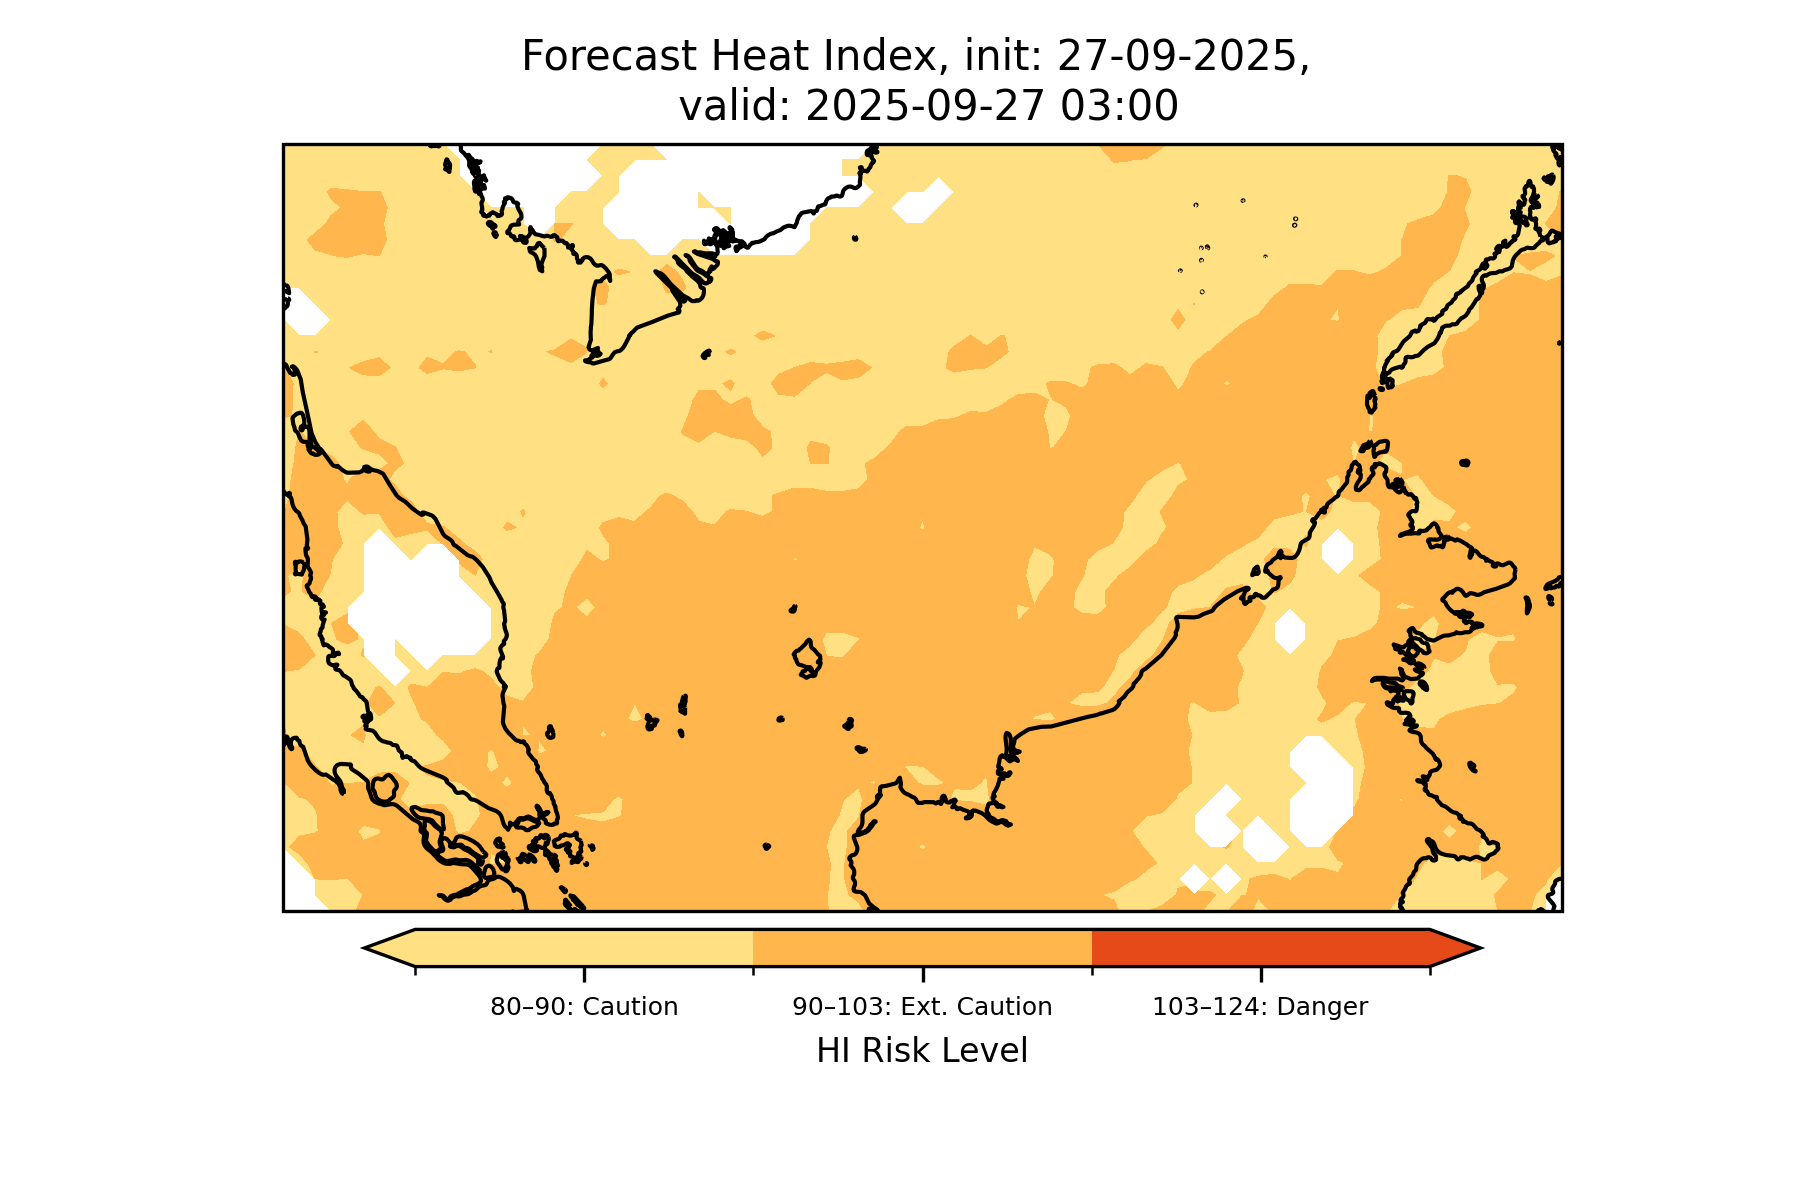 Forecast Heat Index, init: 27-09-2025,
valid: 2025-09-27 03:00
80–90: Caution
90–103: Ext. Caution
103–124: Danger
HI Risk Level